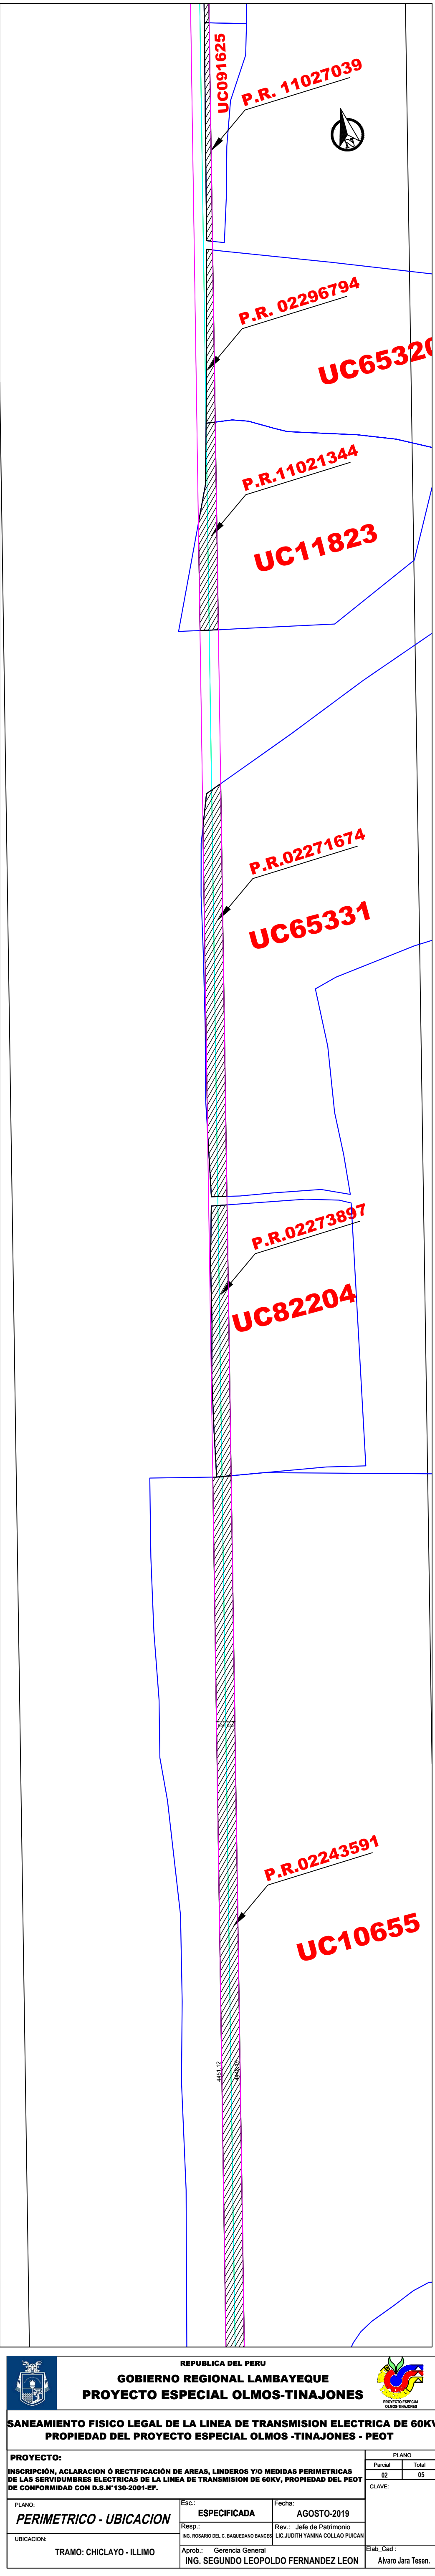 UC091625
P.R. 11027039
P.R. 02296794
UC65320
P.R.11021344
UC11823
P.R.02271674
UC65331
P.R.02273897
UC82204
P.R.02243591
UC10655
4451.12
REPUBLICA DEL PERU
GOBIERNO REGIONAL LAMBAYEQUE
PROYECTO ESPECIAL OLMOS-TINAJONES
PROYECTO ESPECIAL
OLMOS-TINAJONES
SANEAMIENTO FISICO LEGAL DE LA LINEA DE TRANSMISION ELECTRICA DE 60KV
PROPIEDAD DEL PROYECTO ESPECIAL OLMOS -TINAJONES - PEOT
PROYECTO:
INSCRIPCIÓN, ACLARACION Ó RECTIFICACIÓN DE AREAS, LINDEROS Y/O MEDIDAS PERIMETRICAS
DE LAS SERVIDUMBRES ELECTRICAS DE LA LINEA DE TRANSMISION DE 60KV, PROPIEDAD DEL PEOT
DE CONFORMIDAD CON D.S.N°130-2001-EF.
PLANO
Parcial Total
02 05
CLAVE:
PLANO:
PERIMETRICO - UBICACION
Esc.:
ESPECIFICADA
Fecha:
AGOSTO-2019
Resp.:
ING. ROSARIO DEL C. BAQUEDANO BANCES
Rev.: Jefe de Patrimonio
LIC.JUDITH YANINA COLLAO PUICAN
UBICACION:
TRAMO: CHICLAYO - ILLIMO
Aprob.: Gerencia General
ING. SEGUNDO LEOPOLDO FERNANDEZ LEON
Elab_Cad :
Alvaro Jara Tesen.